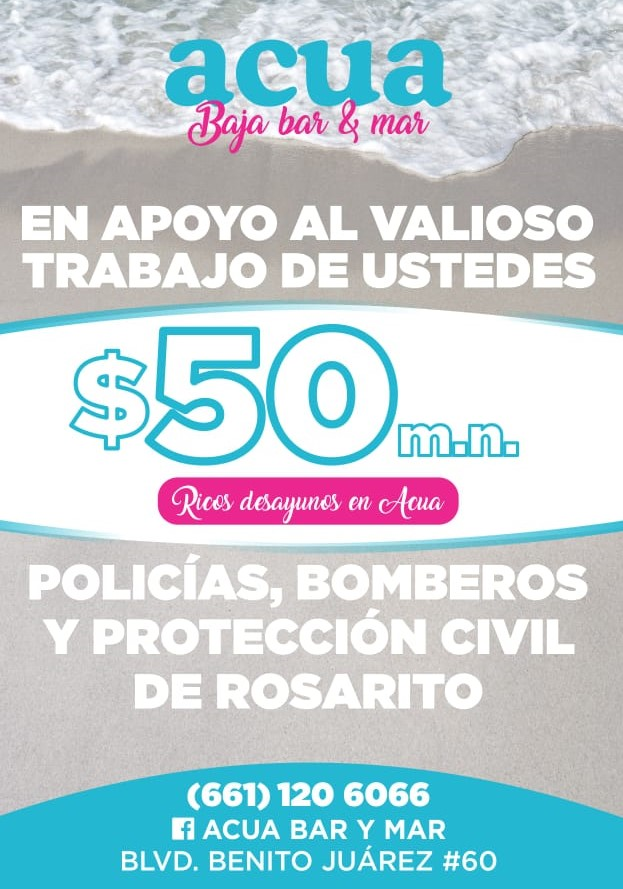 acua
Baja bar & mar
EN APOYO AL VALIOSO
TRABAJO DE USTEDES
$50 m.n.
Ricos desayunos en Acua
POLICÍAS, BOMBEROS
Y PROTECCIÓN CIVIL
DE ROSARITO
(661) 120 6066
ACUA BAR Y MAR
BLVD. BENITO JUÁREZ #60